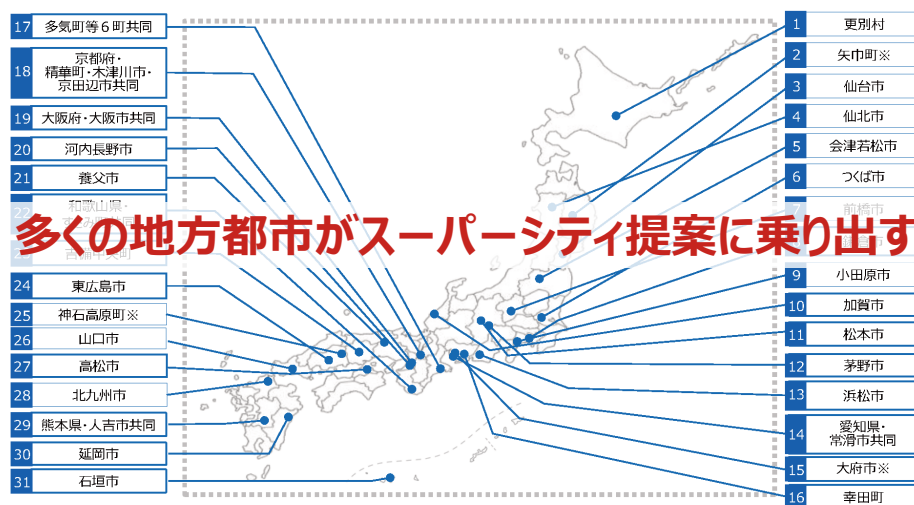 17 多気町等6町共同
18 京都府・
精華町・木津川市・
京田辺市共同
19 大阪府・大阪市共同
20 河内長野市
21 養父市
22 和歌山県・
多くの地方都市がスーパーシティ提案に乗り出す
24 東広島市
25 神石高原町※
26 山口市
27 高松市
28 北九州市
29 熊本県・人吉市共同
30 延岡市
31 石垣市
1 更別村
2 矢巾町※
3 仙台市
4 仙北市
5 会津若松市
6 つくば市
7 前橋市
9 小田原市
10 加賀市
11 松本市
12 茅野市
13 浜松市
14 愛知県・
常滑市共同
15 大府市※
16 幸田町